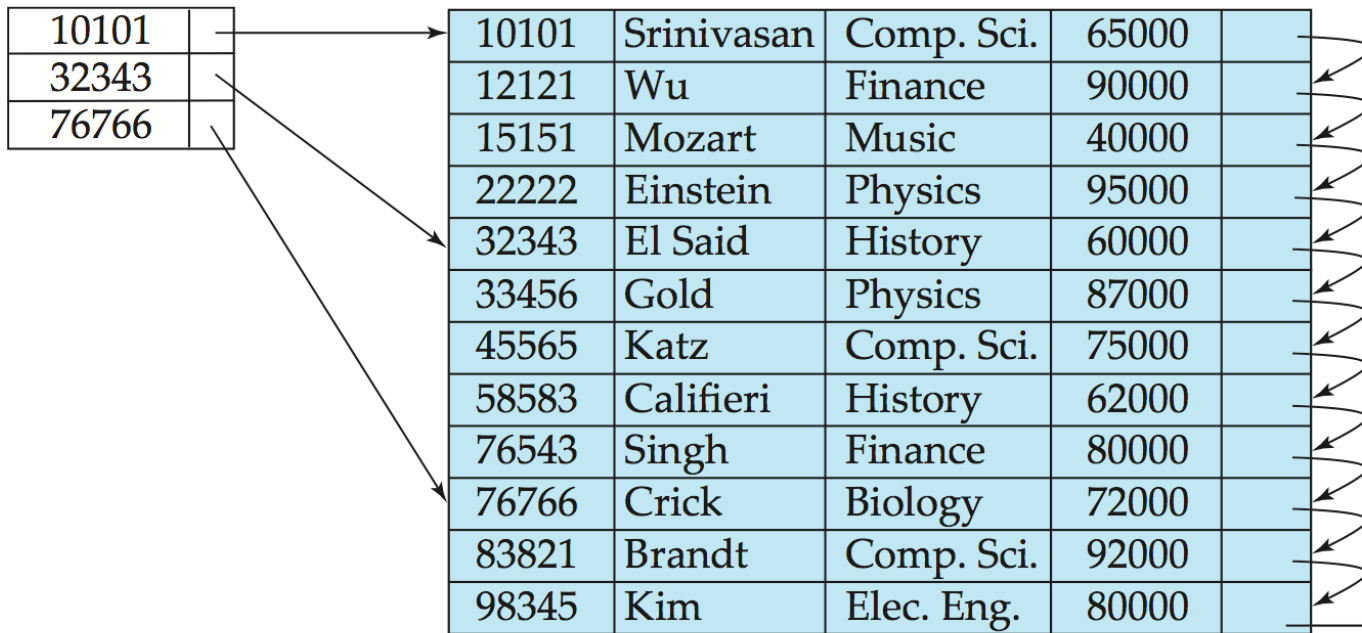 10101
32343
76766
10101 Srinivasan Comp. Sci. 65000
12121 Wu Finance 90000
15151 Mozart Music 40000
22222 Einstein Physics 95000
32343 El Said History 60000
33456 Gold Physics 87000
45565 Katz Comp. Sci. 75000
58583 Califieri History 62000
76543 Singh Finance 80000
76766 Crick Biology 72000
83821 Brandt Comp. Sci. 92000
98345 Kim Elec. Eng. 80000